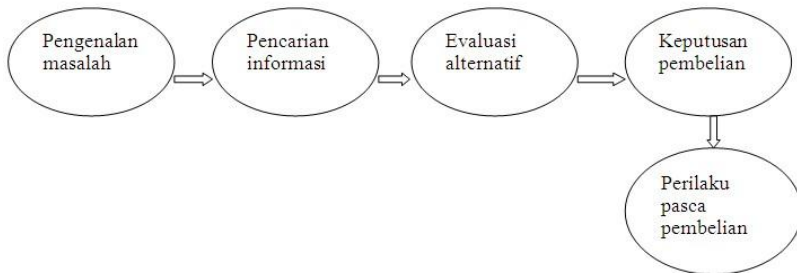 Pengenalan
masalah
Pencarian
informasi
Evaluasi
alternatif
Keputusan
pembelian
Perilaku
pasca
pembelian